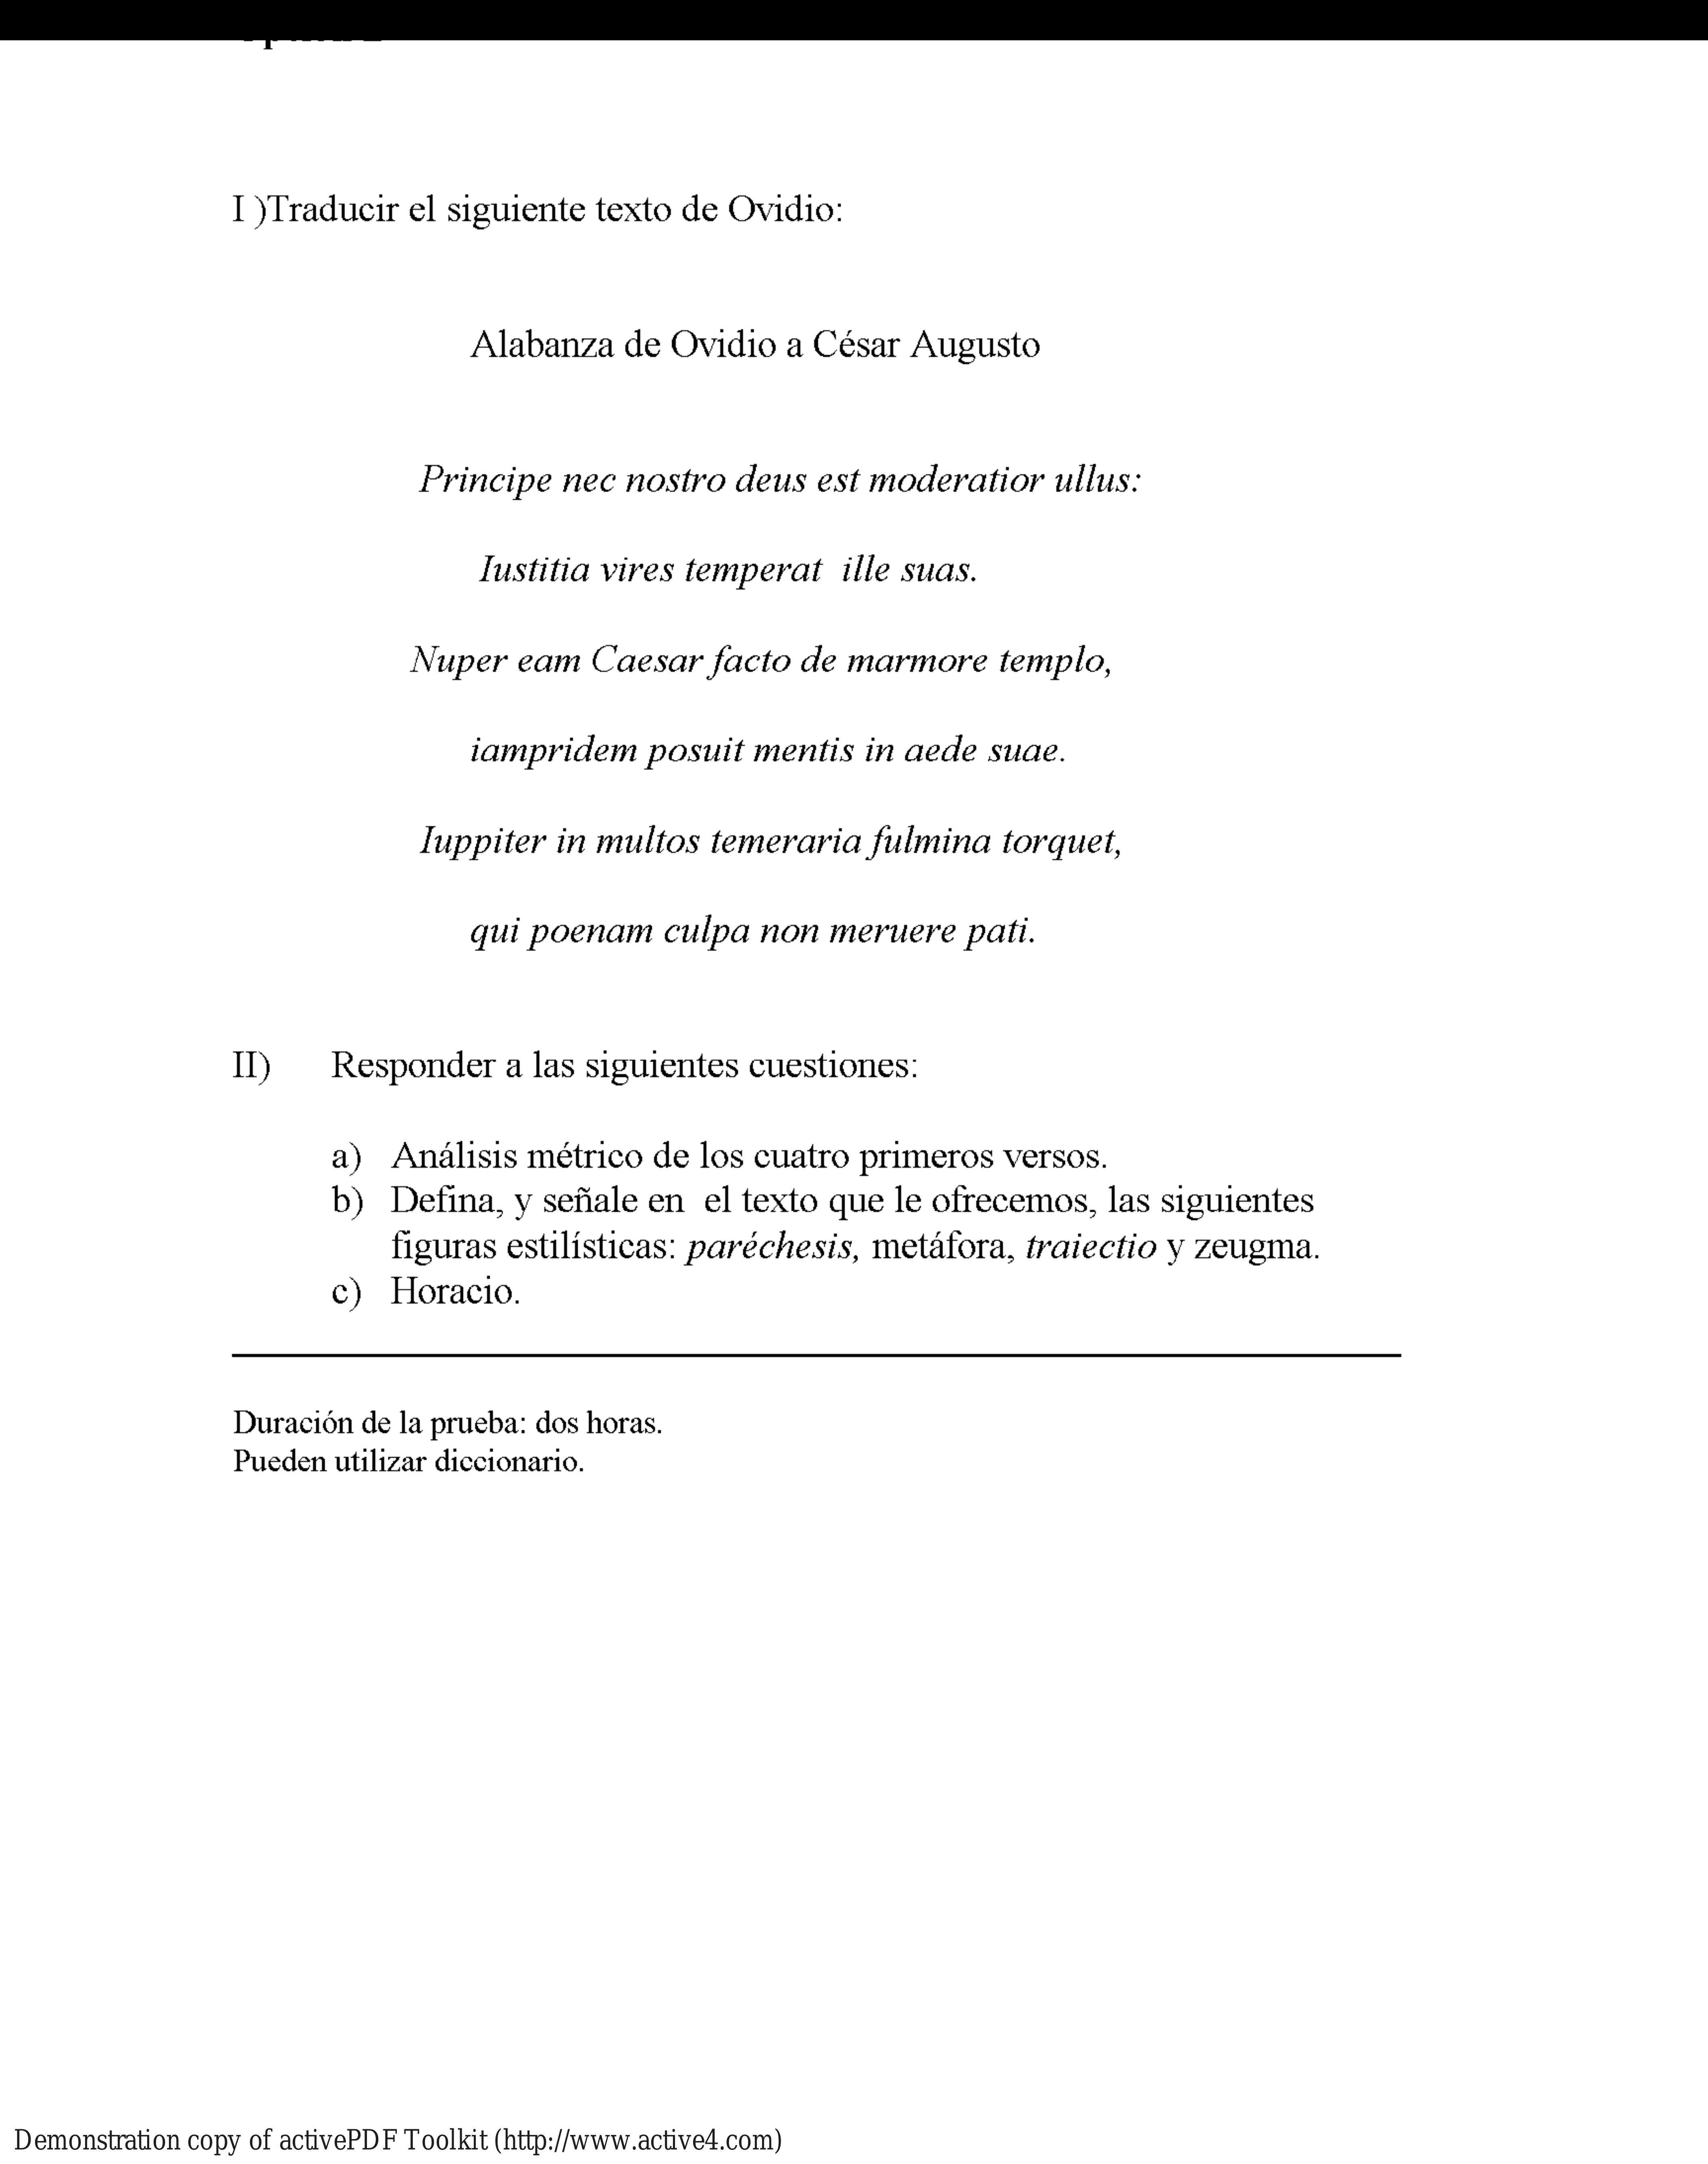 I )Traducir el siguiente texto de Ovidio:
Alabanza de Ovidio a César Augusto
Principe nec nostro deus est moderatior ullus:
Iustitia vires temperat ille suas.
Nuper eam Caesar facto de marmore templo,
iampridem posuit mentis in aede suae.
Iuppiter in multos temeraria fulmina torquet,
qui poenam culpa non meruere pati.
II) Responder a las siguientes cuestiones:
a) Análisis métrico de los cuatro primeros versos.
b) Defina, y señale en el texto que le ofrecemos, las siguientes
figuras estilísticas: paréchesis, metáfora, traiectio y zeugma.
c) Horacio.
Duración de la prueba: dos horas.
Pueden utilizar diccionario.
Demonstration copy of activePDF Toolkit (http://www.active4.com)